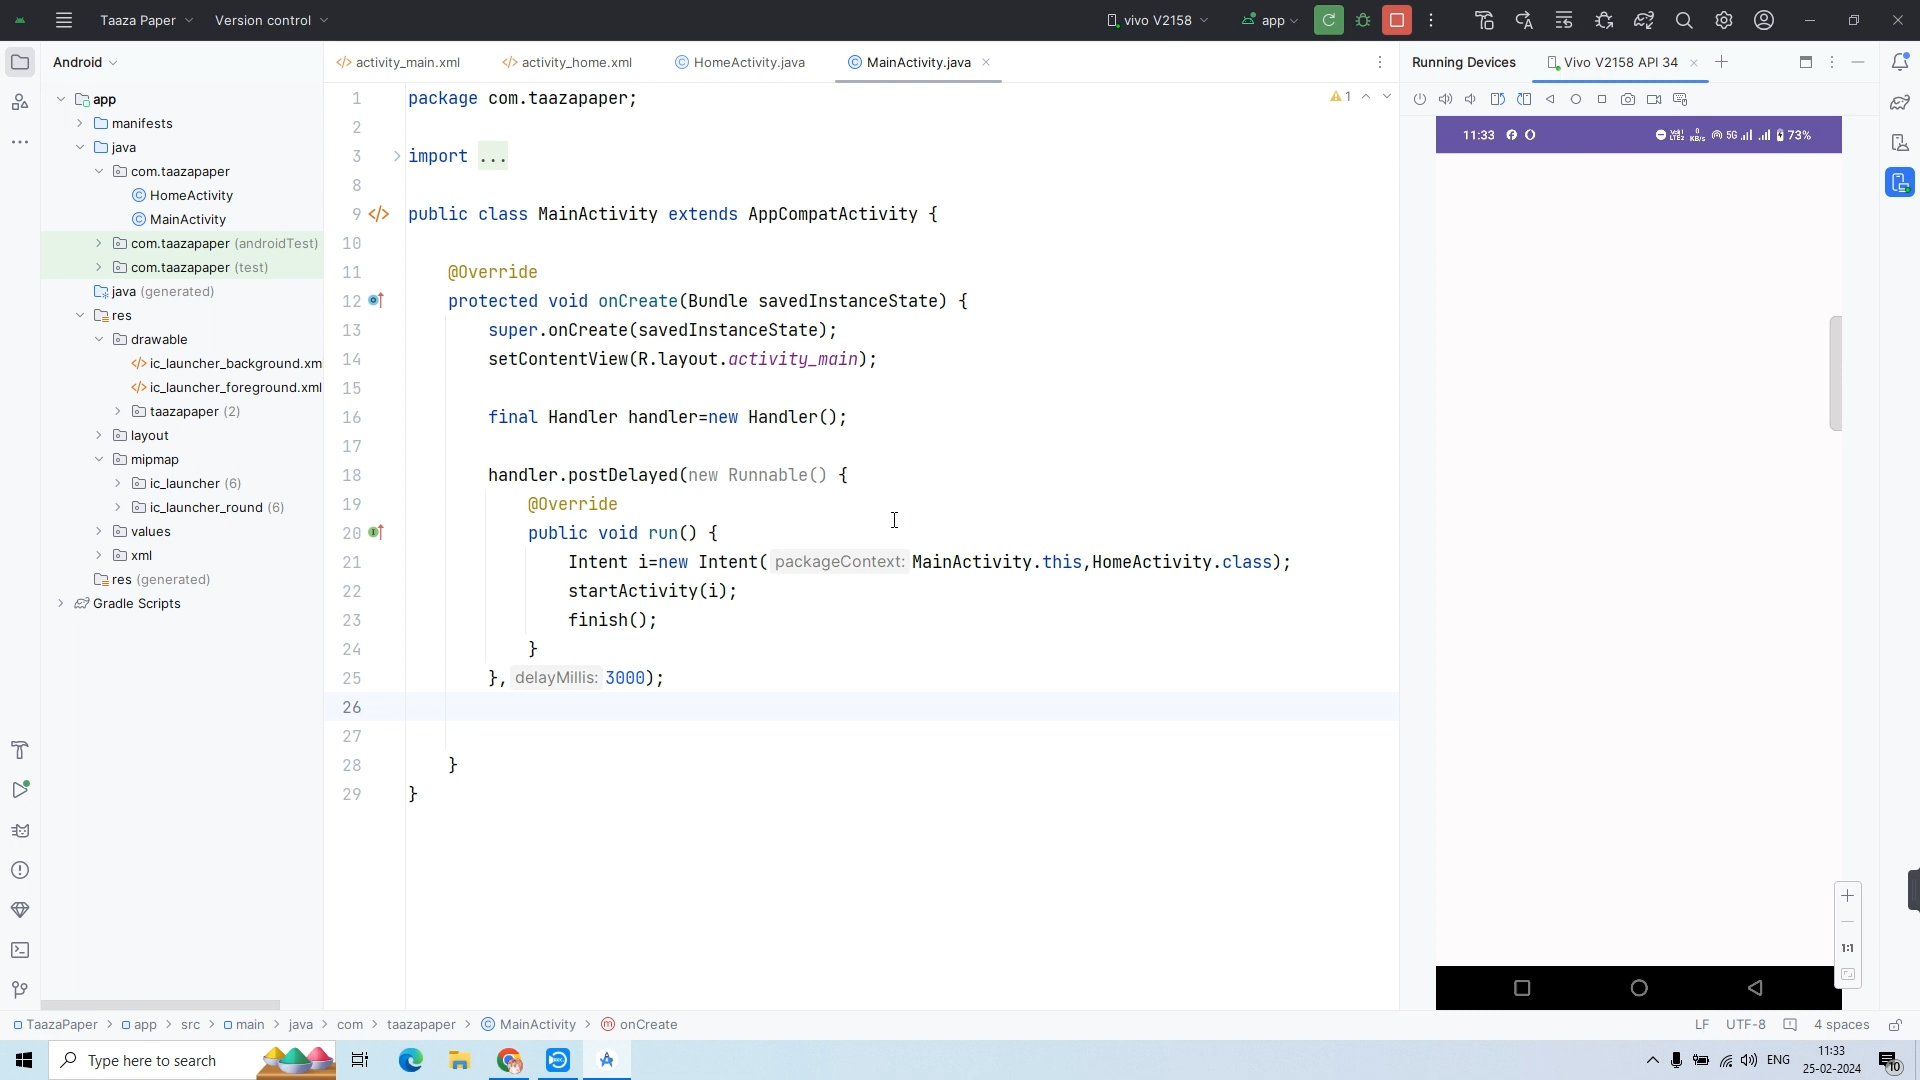 Taaza Paper
Version control
vivo V2158
app
Android
activity_main.xml
activity_home.xml
HomeActivity.java
MainActivity.java
Running Devices
Vivo V2158 API 34
app
manifests
java
com.taazapaper
HomeActivity
MainActivity
com.taazapaper (androidTest)
com.taazapaper (test)
java (generated)
res
drawable
ic_launcher_background.xm
ic_launcher_foreground.xml
taazapaper (2)
layout
mipmap
ic_launcher (6)
ic_launcher_round (6)
values
xml
res (generated)
Gradle Scripts
1 package com.taazapaper;
2
3 import ...
8
9 public class MainActivity extends AppCompatActivity {
10
11 @Override
12 protected void onCreate(Bundle savedInstanceState) {
13 super.onCreate(savedInstanceState);
14 setContentView(R.layout.activity_main);
15
16 final Handler handler=new Handler();
17
18 handler.postDelayed(new Runnable() {
19 @Override
20 public void run() {
21 Intent i=new Intent( packageContext: MainActivity.this,HomeActivity.class);
22 startActivity(i);
23 finish();
24 }
25 }, delayMillis: 3000);
26
27
28 }
29 }
1
11:33
5G
73%
1:1
TaazaPaper > app > src > main > java > com > taazapaper > MainActivity > onCreate
LF
UTF-8
4 spaces
Type here to search
ENG
11:33
25-02-2024
10